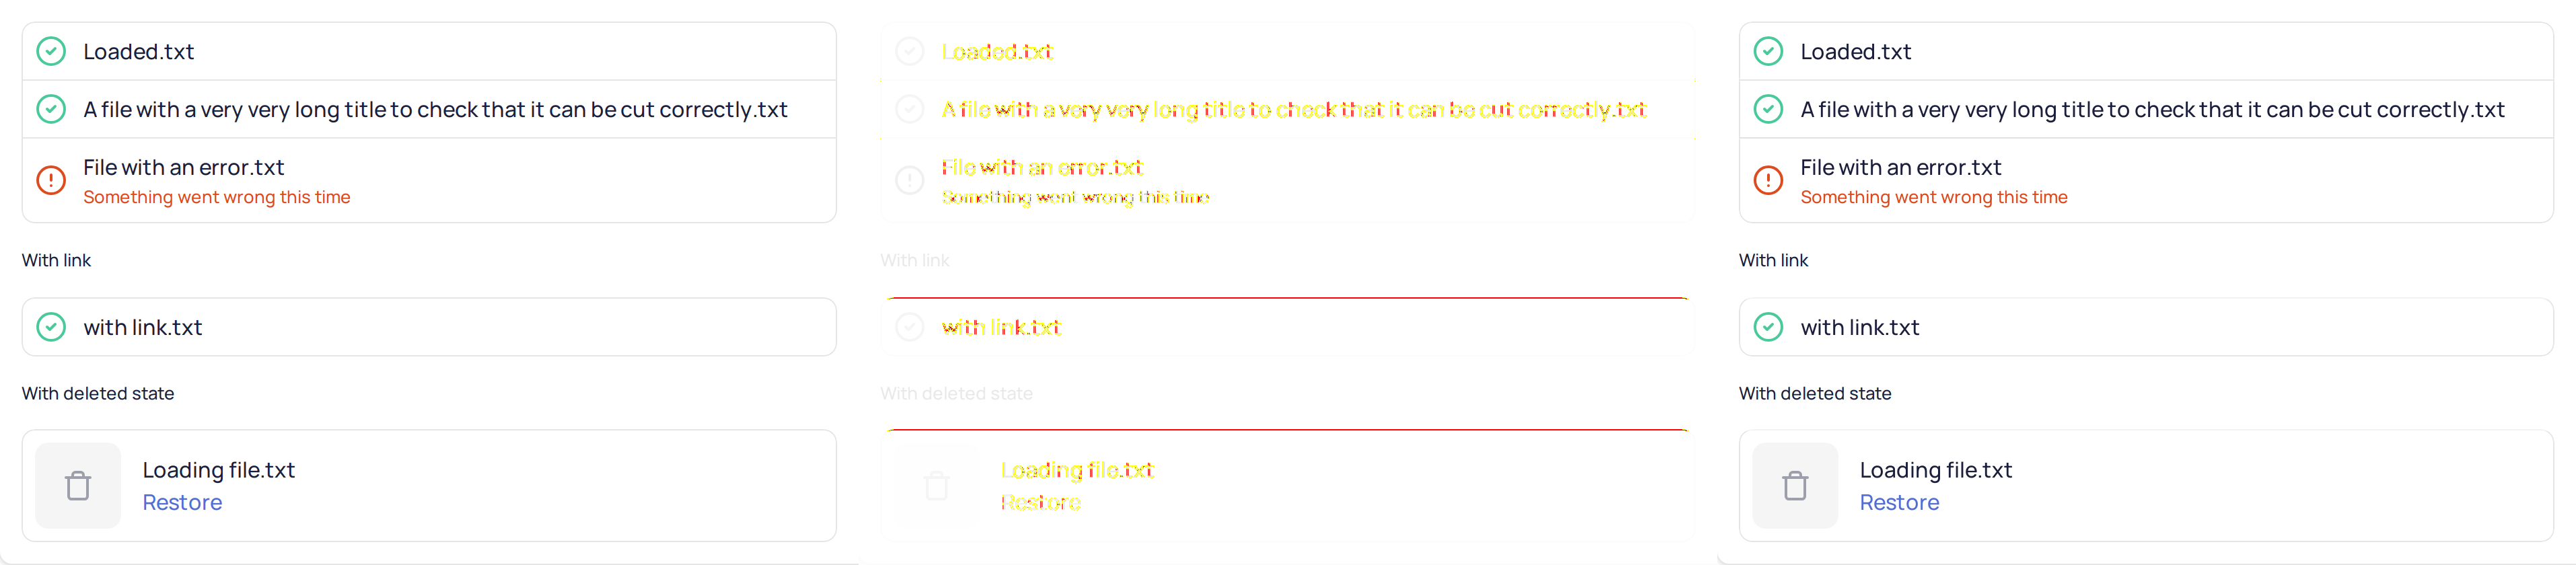 Loaded.txt
A file with a very very long title to check that it can be cut correctly.txt
File with an error.txt
Something went wrong this time
With link
with link.txt
With deleted state
Loading file.txt
Restore
Loaded.txt
A file with a very very long title to check that it can be cut correctly.txt
File with an error.txt
Something went wrong this time
With link
with link.txt
With deleted state
Loading file.txt
Restore
Loaded.txt
A file with a very very long title to check that it can be cut correctly.txt
File with an error.txt
Something went wrong this time
With link
with link.txt
With deleted state
Loading file.txt
Restore